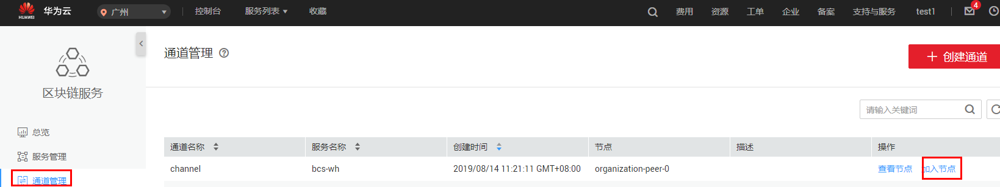 HUAWEI 华为云 广州 控制台 服务列表 收藏 费用 资源 工单 企业 备案 支持与服务 test1 4
通道管理 ?
创建通道
区块链服务
请输入关键词
总览
通道名称 服务名称 创建时间 节点 描述 操作
服务管理
channel bcs-wh 2019/08/14 11:21:11 GMT+08:00 organization-peer-0 查看节点 加入节点
通道管理